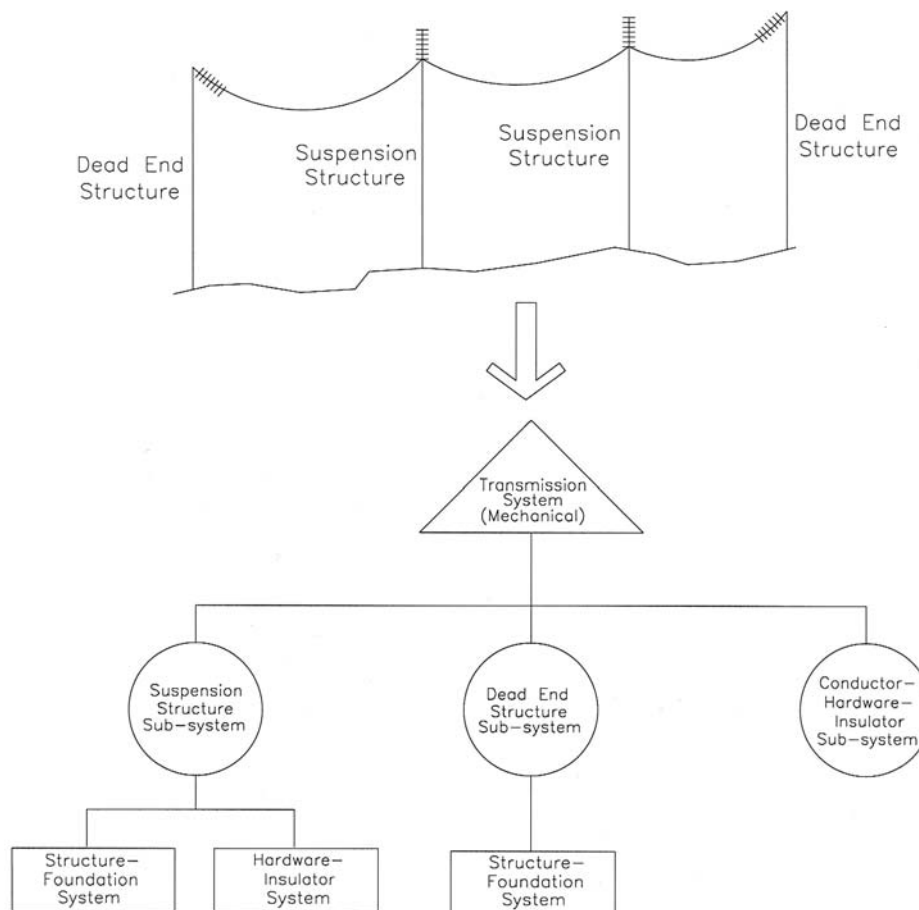 Dead End
Structure
Suspension
Structure
Suspension
Structure
Dead End
Structure
Transmission
System
(Mechanical)
Suspension
Structure
Sub-system
Dead End
Structure
Sub-system
Conductor-
Hardware-
Insulator
Sub-system
Structure-
Foundation
System
Hardware-
Insulator
System
Structure-
Foundation
System